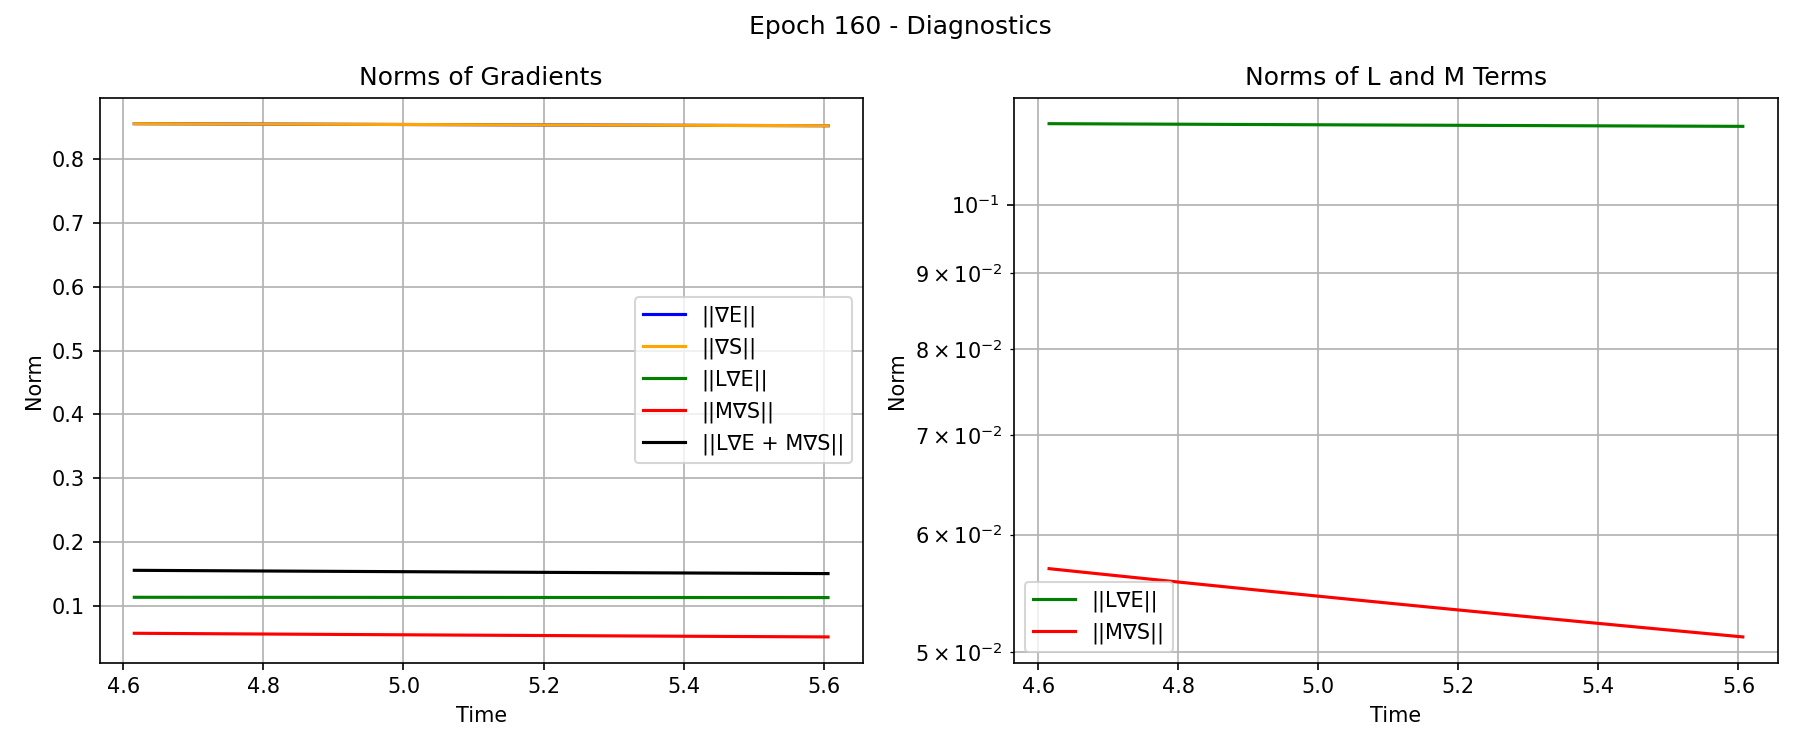 Epoch 160 - Diagnostics
Norms of Gradients
Norm
0.8
0.7
0.6
0.5
0.4
0.3
0.2
0.1
||∇E||
||∇S||
||L∇E||
||M∇S||
||L∇E + M∇S||
4.6 4.8 5.0 5.2 5.4 5.6
Time
Norms of L and M Terms
Norm
10⁻¹
9 × 10⁻²
8 × 10⁻²
7 × 10⁻²
6 × 10⁻²
5 × 10⁻²
||L∇E||
||M∇S||
4.6 4.8 5.0 5.2 5.4 5.6
Time